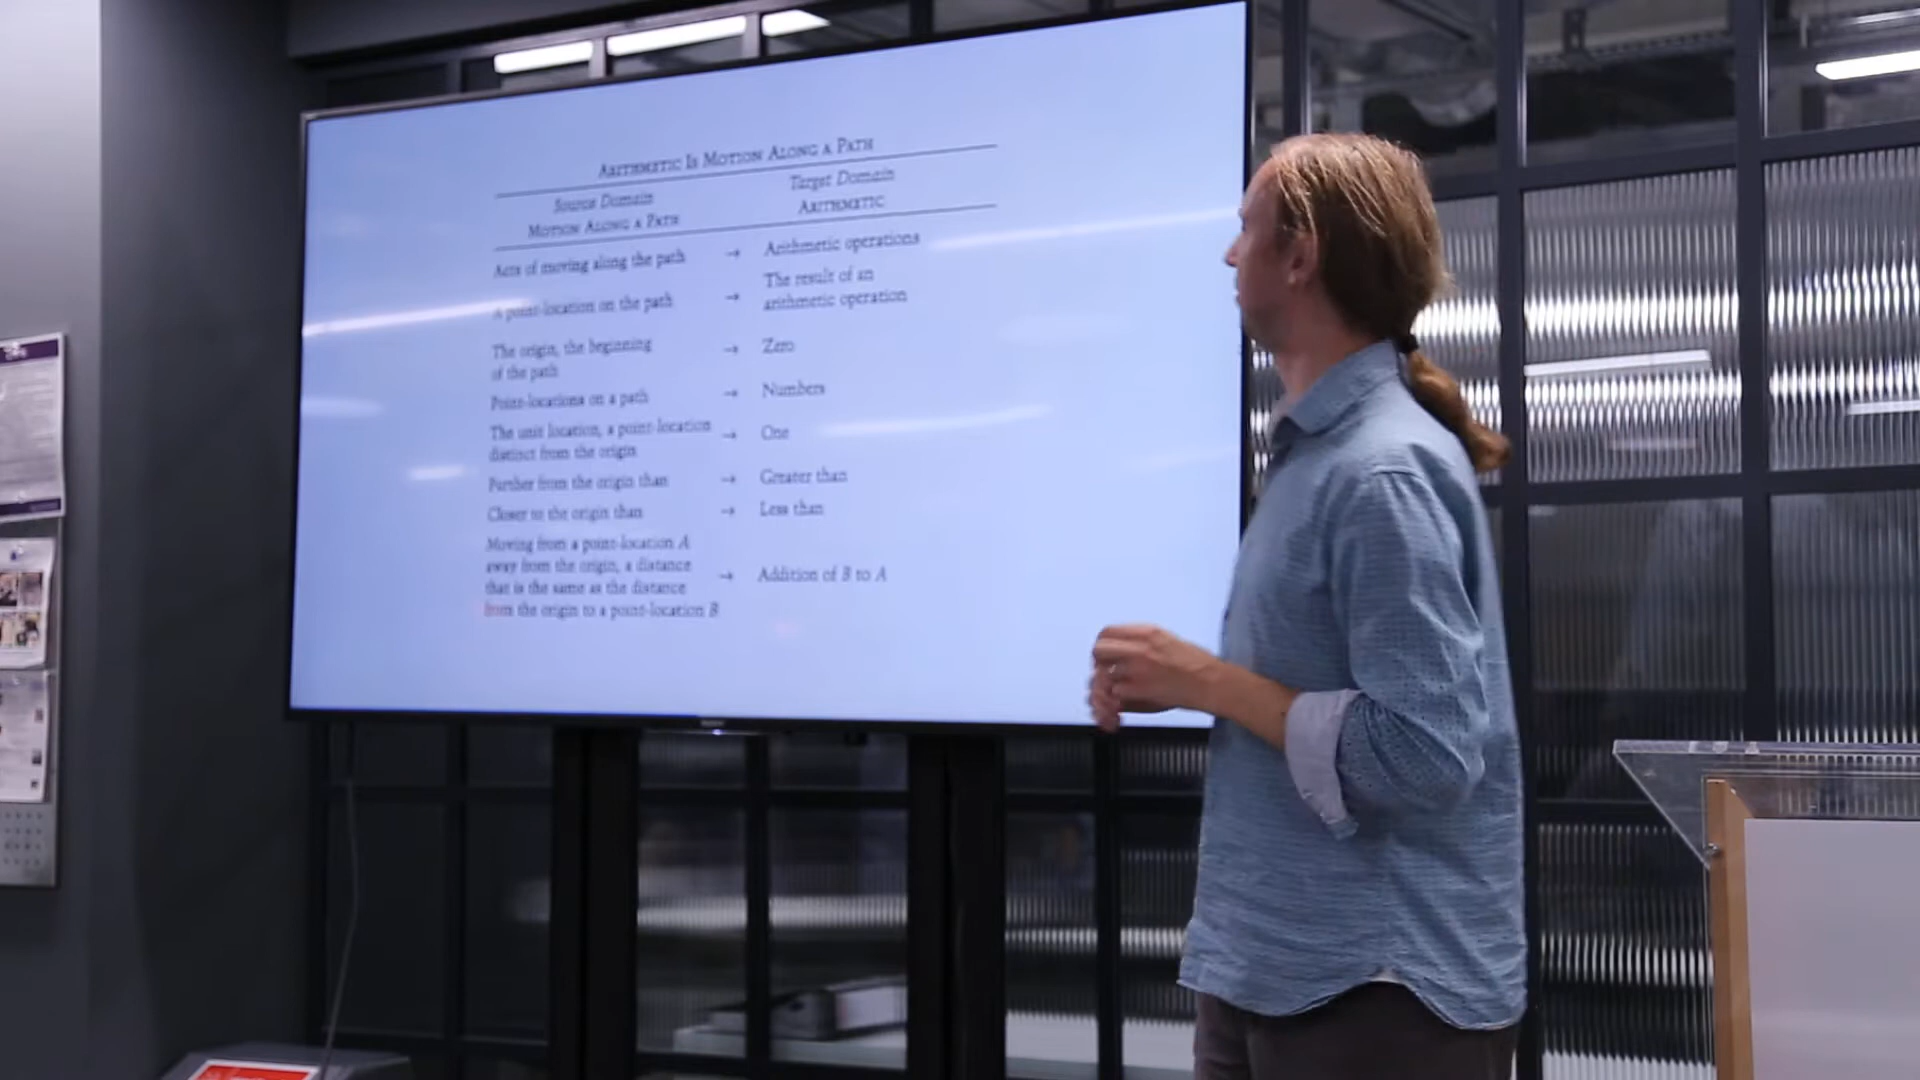 Arithmetic Is Motion Along a Path
Source Domain
Motion Along a Path
Target Domain
Arithmetic
Acts of moving along the path
→
Arithmetic operations
A point-location on the path
→
The result of an
arithmetic operation
The origin, the beginning
of the path
→
Zero
Point-locations on a path
→
Numbers
The unit location, a point-location
distinct from the origin
→
One
Further from the origin than
→
Greater than
Closer to the origin than
→
Less than
Moving from a point-location A
away from the origin, a distance
that is the same as the distance
from the origin to a point-location B
→
Addition of B to A